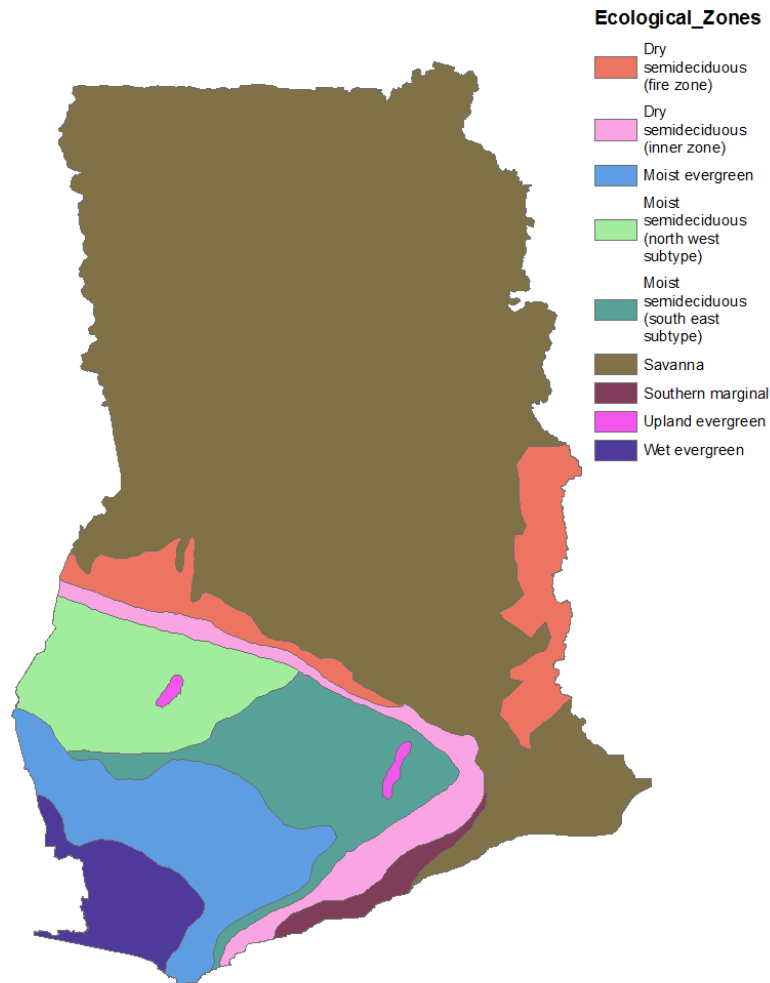 Ecological_Zones
Dry
semideciduous
(fire zone)
Dry
semideciduous
(inner zone)
Moist evergreen
Moist
semideciduous
(north west
subtype)
Moist
semideciduous
(south east
subtype)
Savanna
Southern marginal
Upland evergreen
Wet evergreen